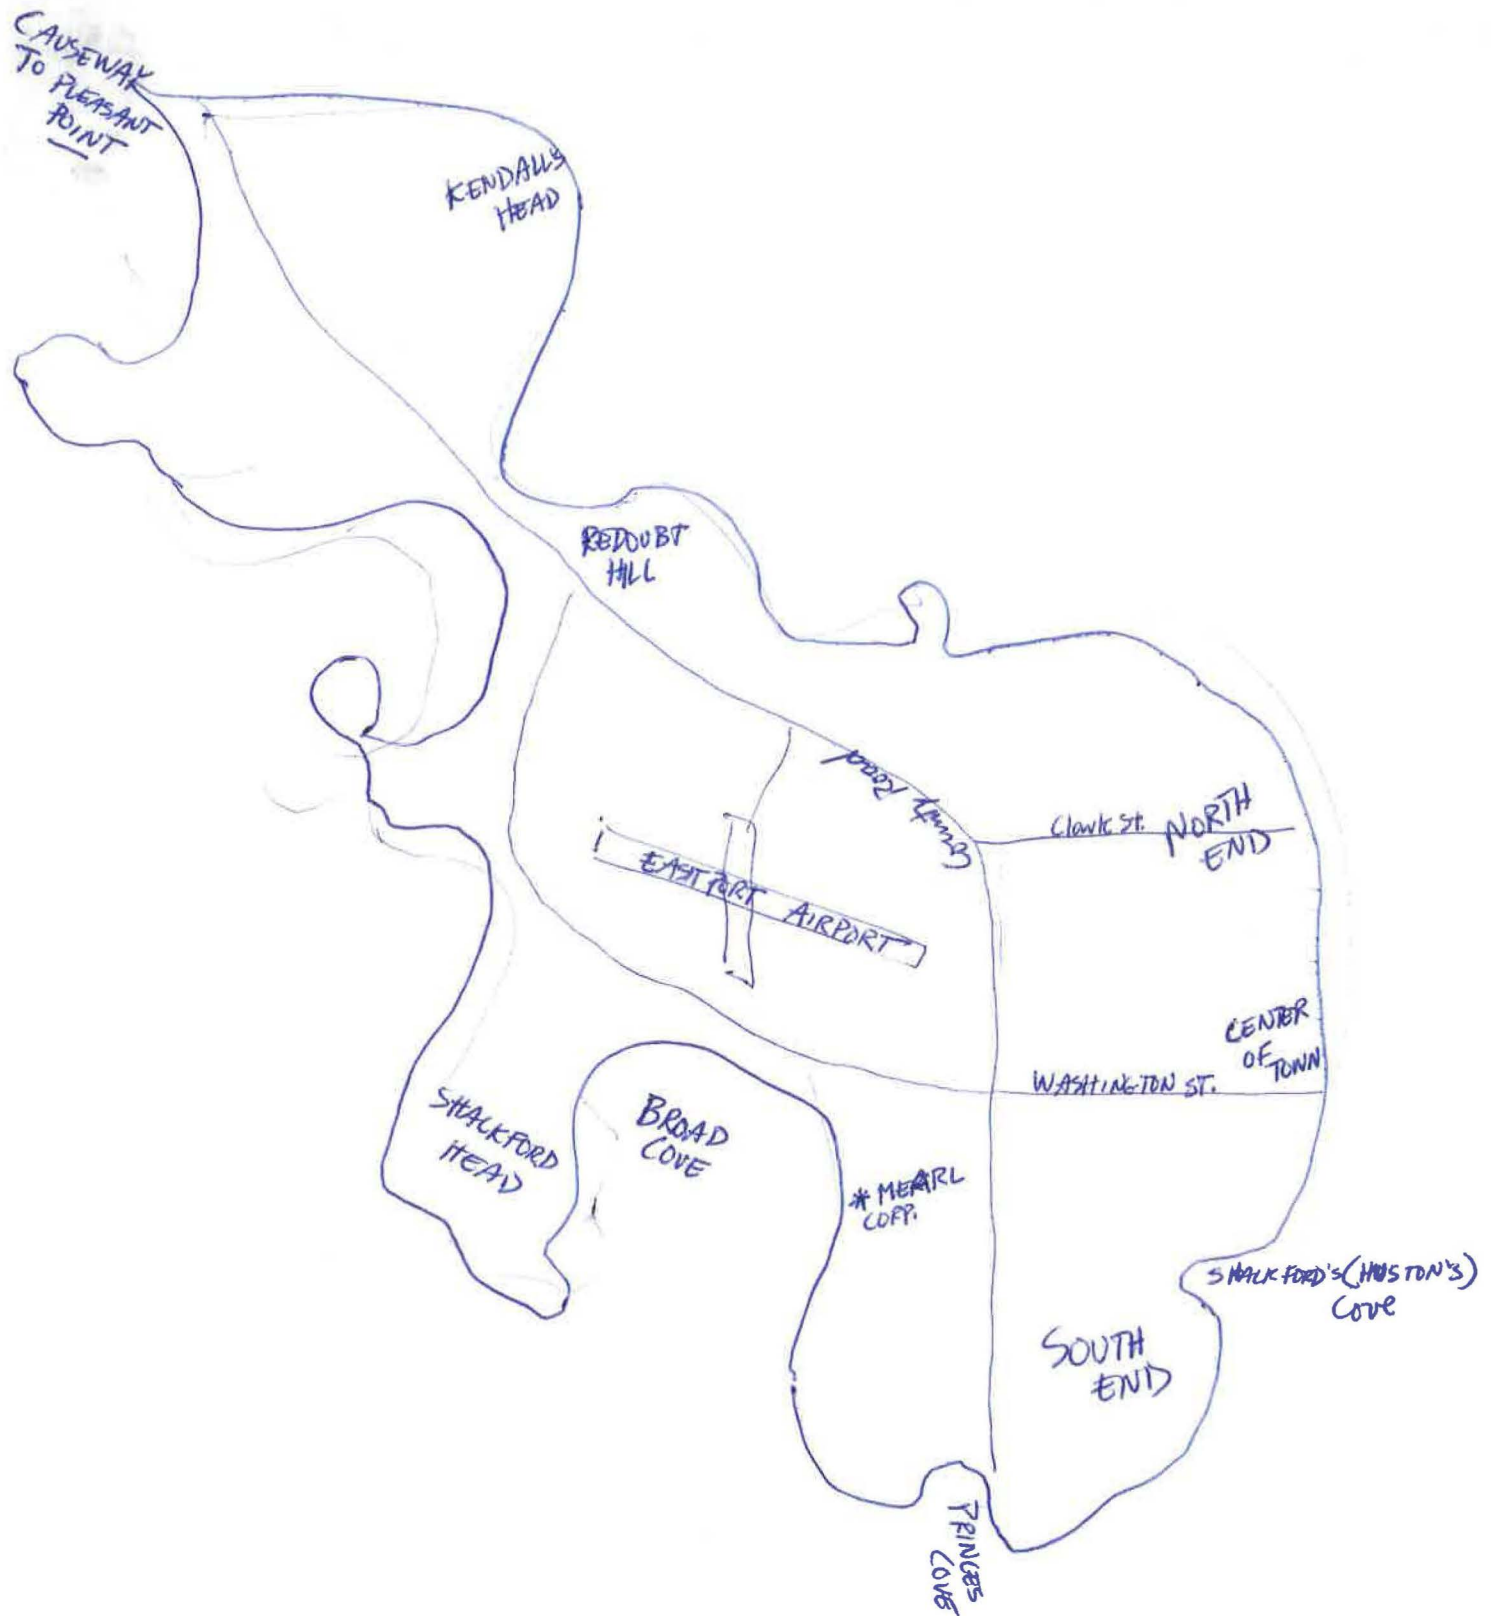 CAUSEWAY
TO PLEASANT
POINT
KENDALLS
HEAD
REDOUBT
HILL
County Road
Clark St.
NORTH
END
EASTPORT AIRPORT
CENTER
OF TOWN
WASHINGTON ST.
SHACKFORD
HEAD
BROAD
COVE
* MEARL
CORP.
SHACKFORD'S (HUSTON'S)
Cove
SOUTH
END
PRINCES
COVE